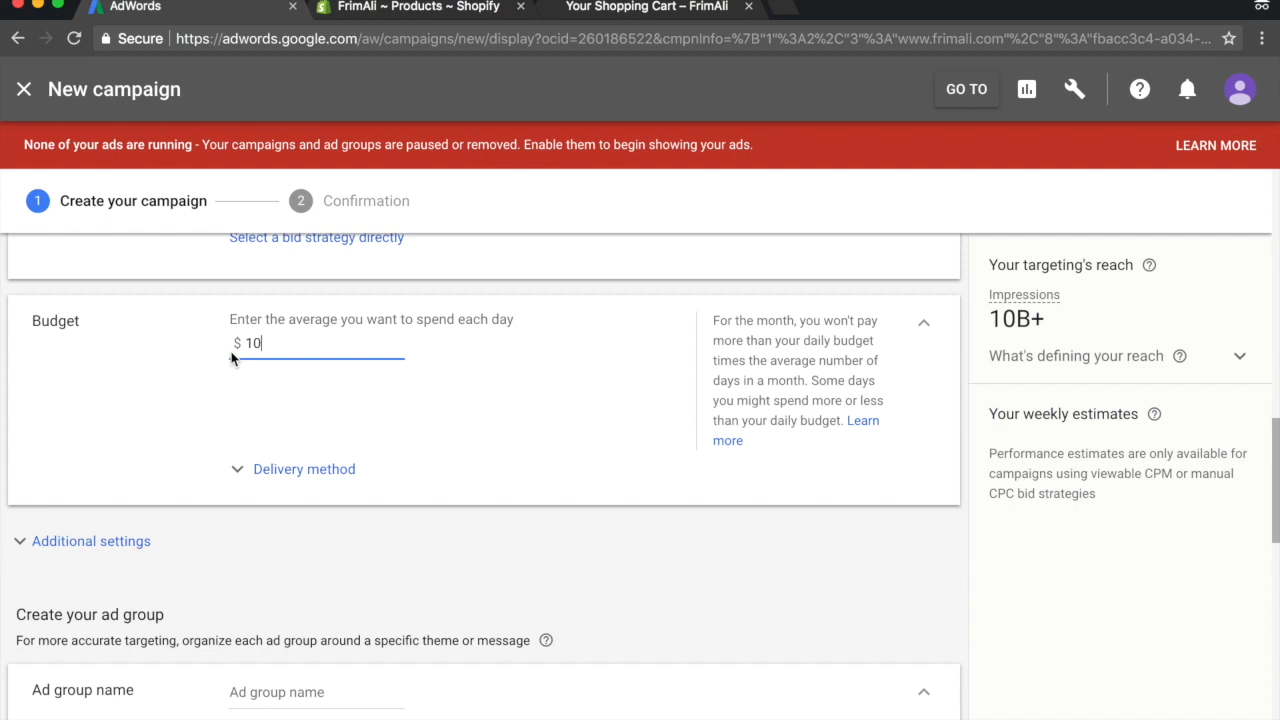 AdWords
FrimAli ~ Products ~ Shopify
Your Shopping Cart – FrimAli
Secure
https://adwords.google.com/aw/campaigns/new/display?ocid=260186522&cmpnInfo=%7B"1"%3A2%2C"3"%3A"www.frimali.com"%2C"8"%3A"fbacc3c4-a034-...
New campaign
GO TO
None of your ads are running - Your campaigns and ad groups are paused or removed. Enable them to begin showing your ads.
LEARN MORE
1 Create your campaign
2 Confirmation
Select a bid strategy directly
Budget
Enter the average you want to spend each day
$ 10
For the month, you won't pay
more than your daily budget
times the average number of
days in a month. Some days
you might spend more or less
than your daily budget. Learn
more
Delivery method
Additional settings
Create your ad group
For more accurate targeting, organize each ad group around a specific theme or message
Ad group name
Ad group name
Your targeting's reach
Impressions
10B+
What's defining your reach
Your weekly estimates
Performance estimates are only available for
campaigns using viewable CPM or manual
CPC bid strategies